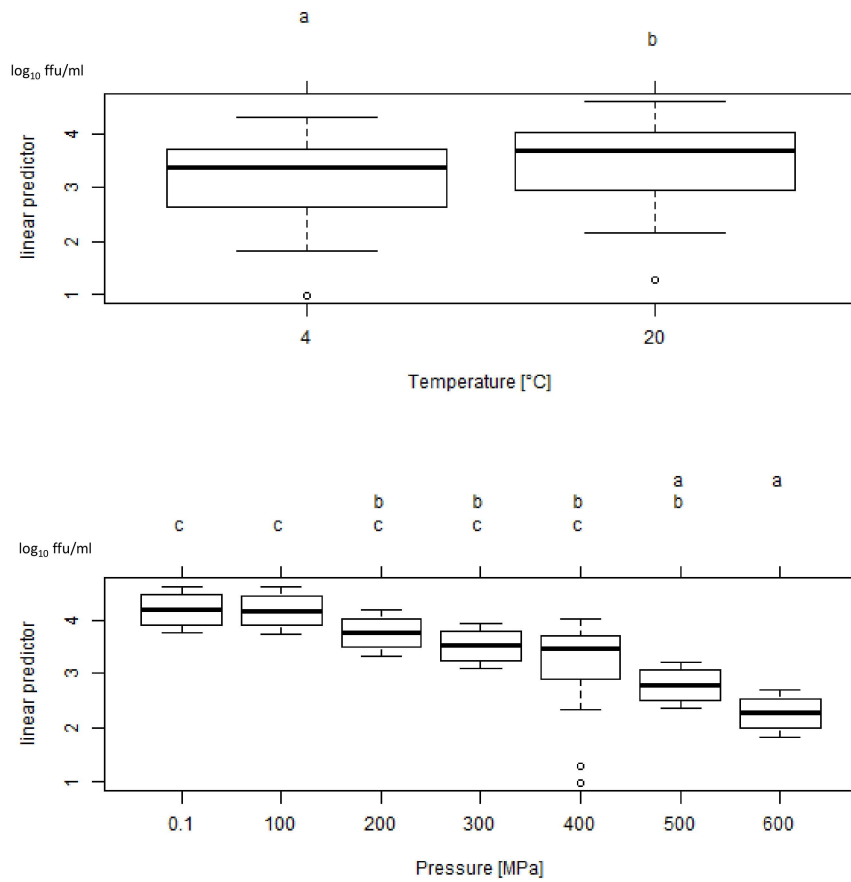 a
b
log₁₀ ffu/ml
linear predictor
4
3
2
1
4 20
Temperature [°C]
a a
b b b b
c c c c c
log₁₀ ffu/ml
linear predictor
4
3
2
1
0.1 100 200 300 400 500 600
Pressure [MPa]